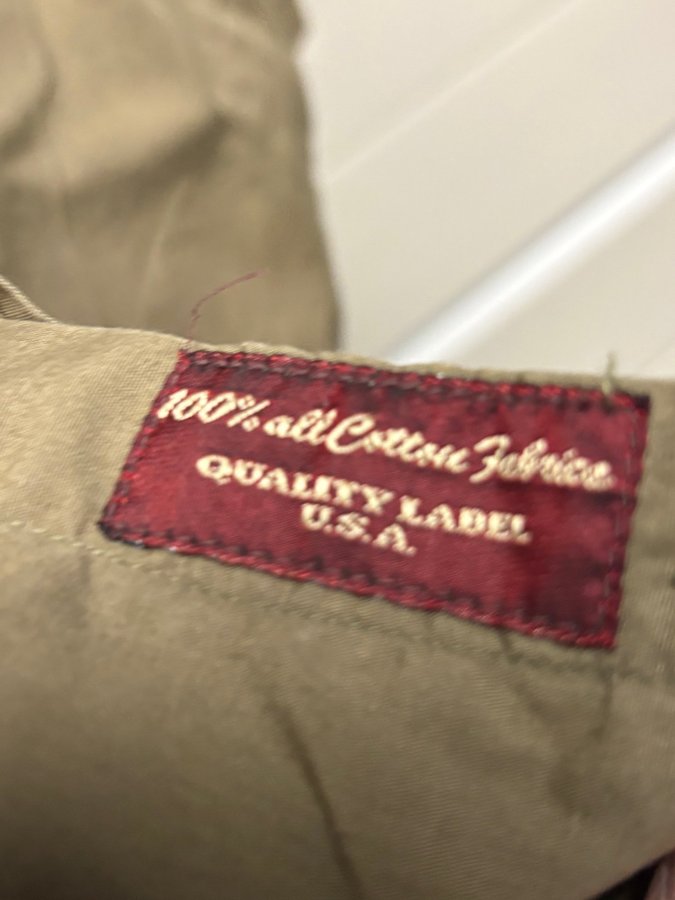 100% all Cotton Fabrics
QUALITY LABEL
U.S.A.